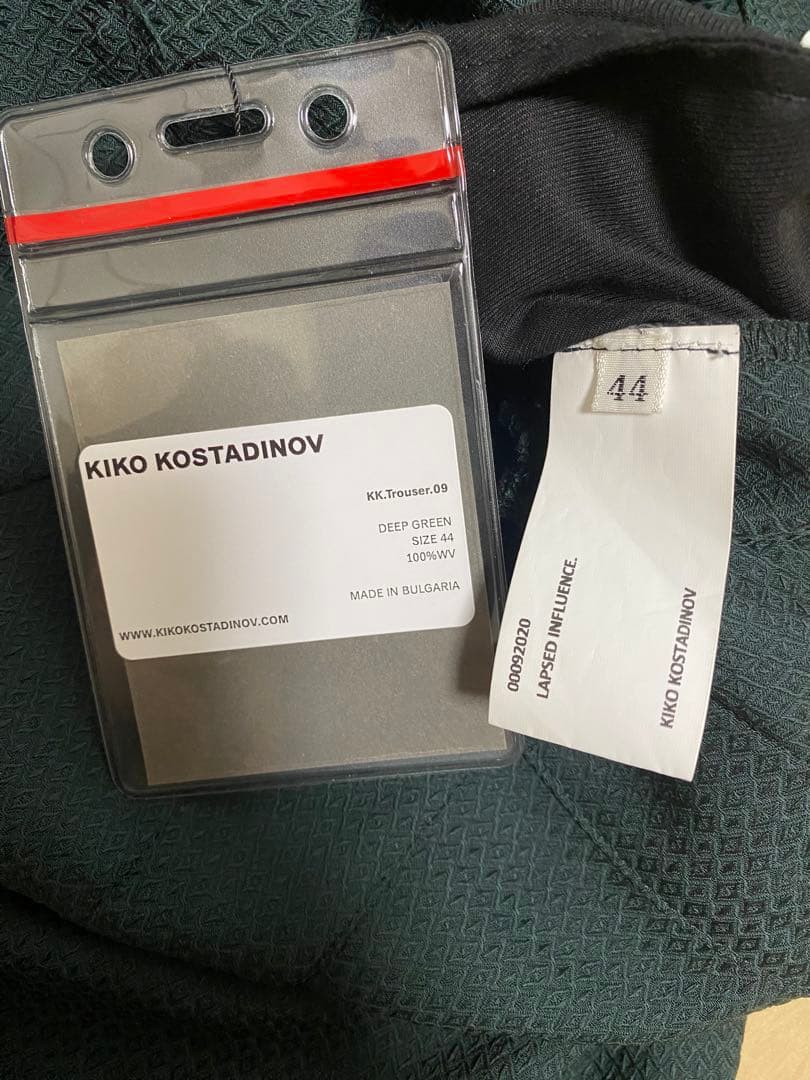 KIKO KOSTADINOV
KK.Trouser.09
DEEP GREEN
SIZE 44
100%WV
MADE IN BULGARIA
WWW.KIKOKOSTADINOV.COM
44
00092020
LAPSED INFLUENCE.
KIKO KOSTADINOV